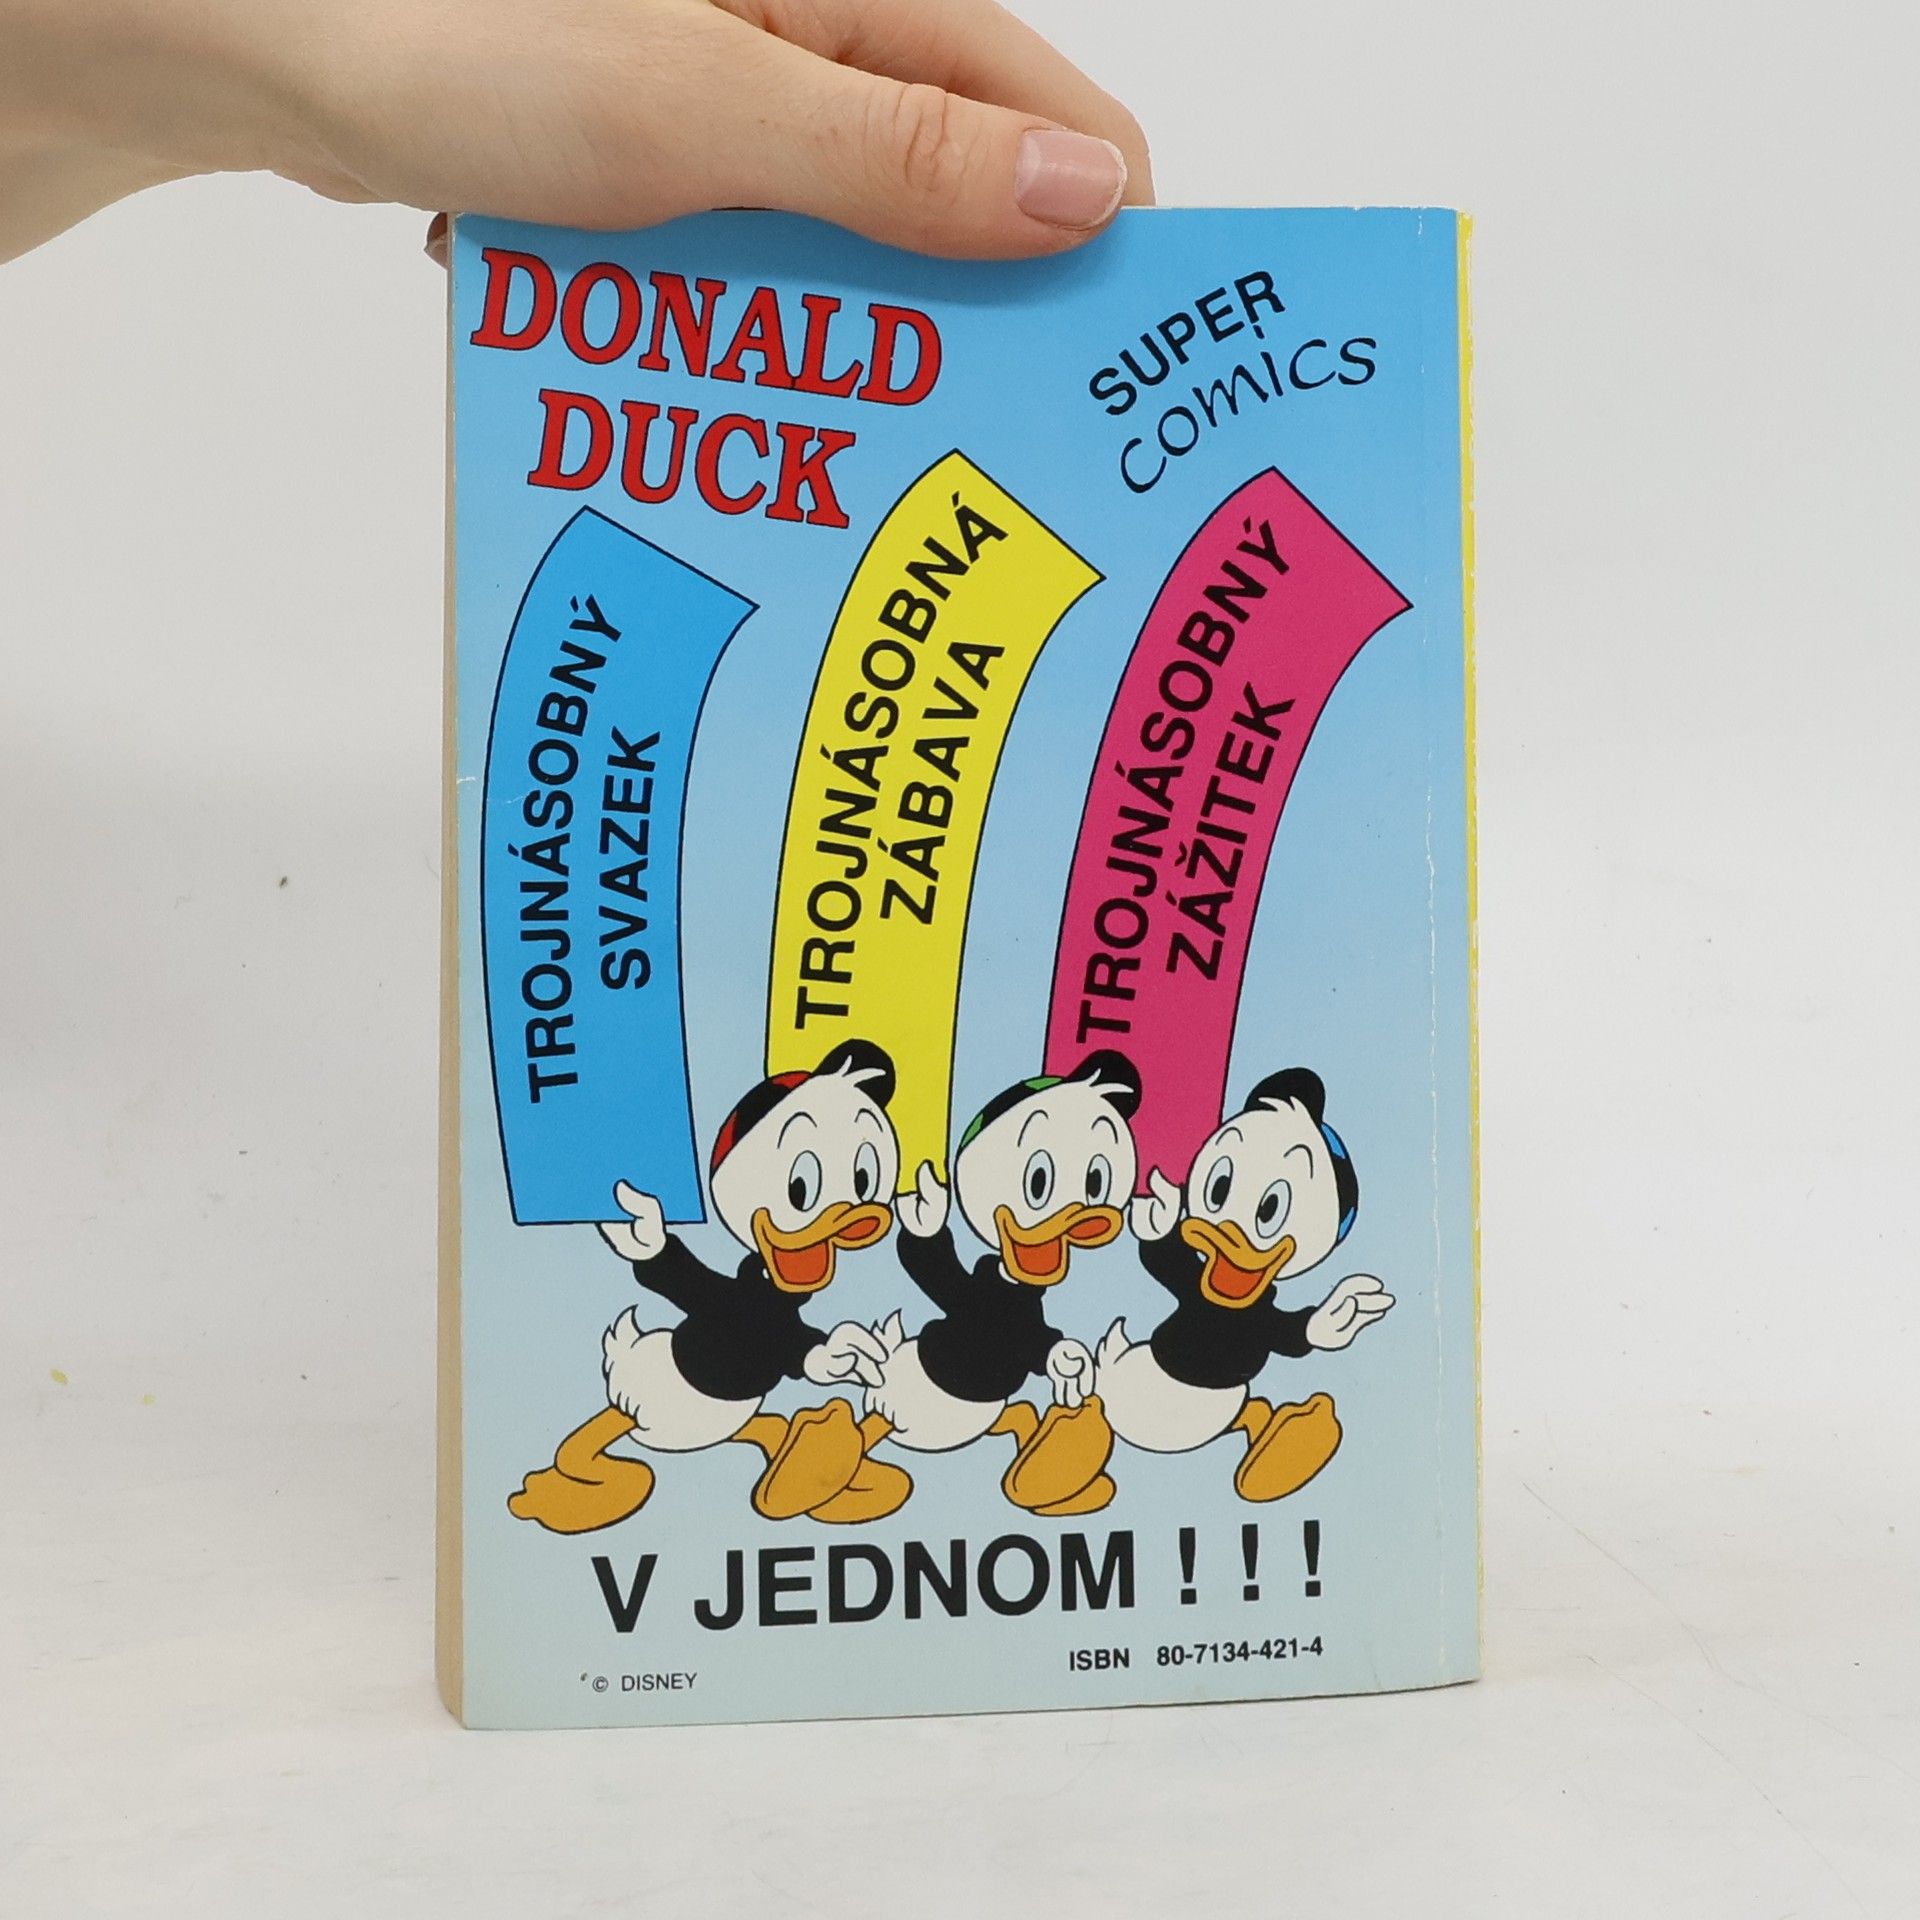 DONALD
DUCK
SUPER
COMICS
TROJNÁSOBNÝ
SVAZEK
TROJNÁSOBNÁ
ZÁBAVA
TROJNÁSOBNÝ
ZÁŽITEK
V JEDNOM ! ! !
ISBN 80-7134-421-4
© DISNEY